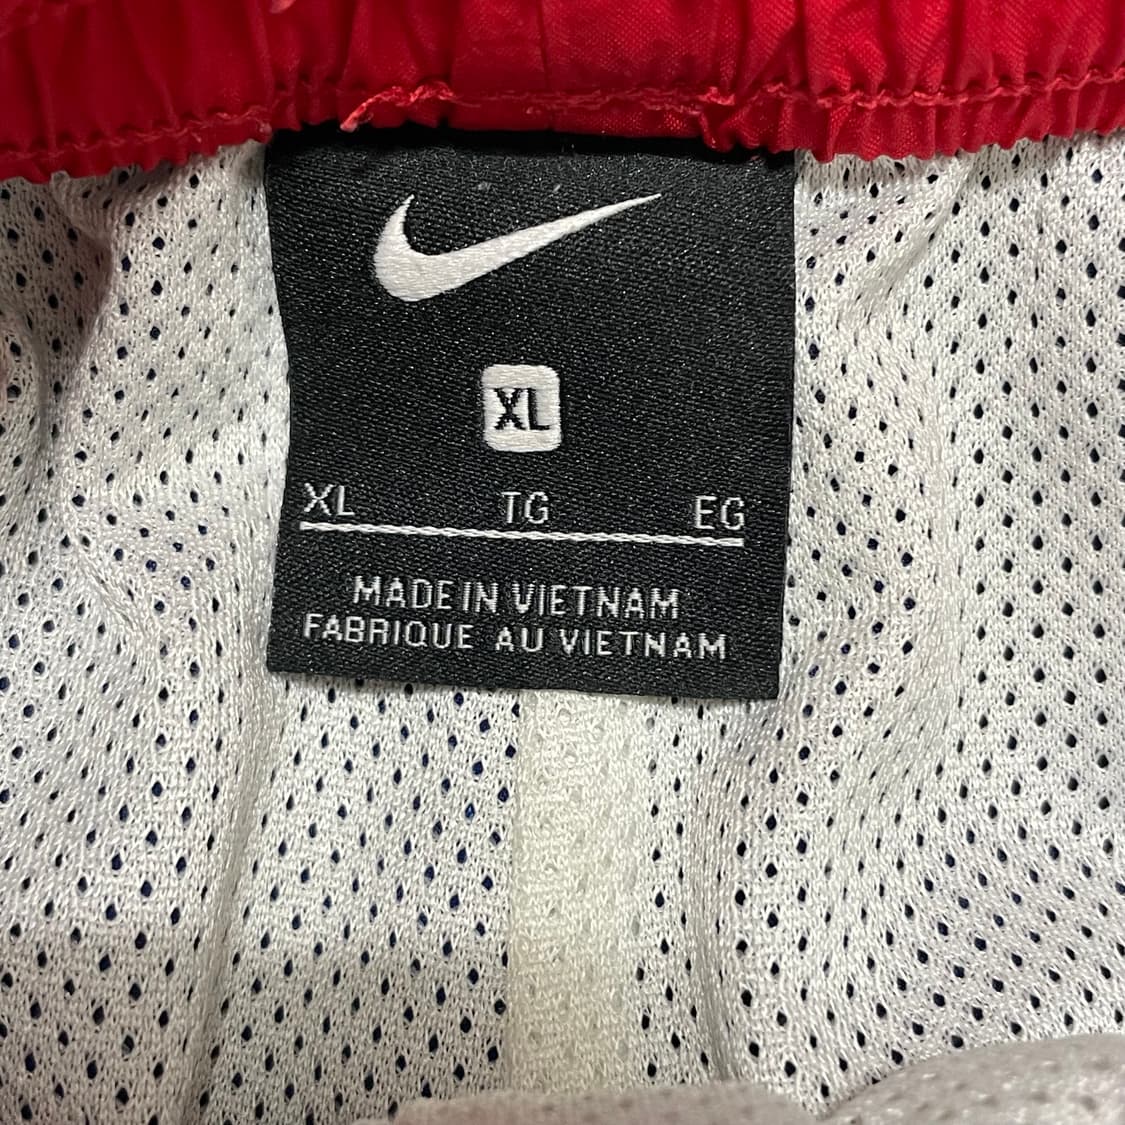 XL
XL TG EG
MADE IN VIETNAM
FABRIQUE AU VIETNAM